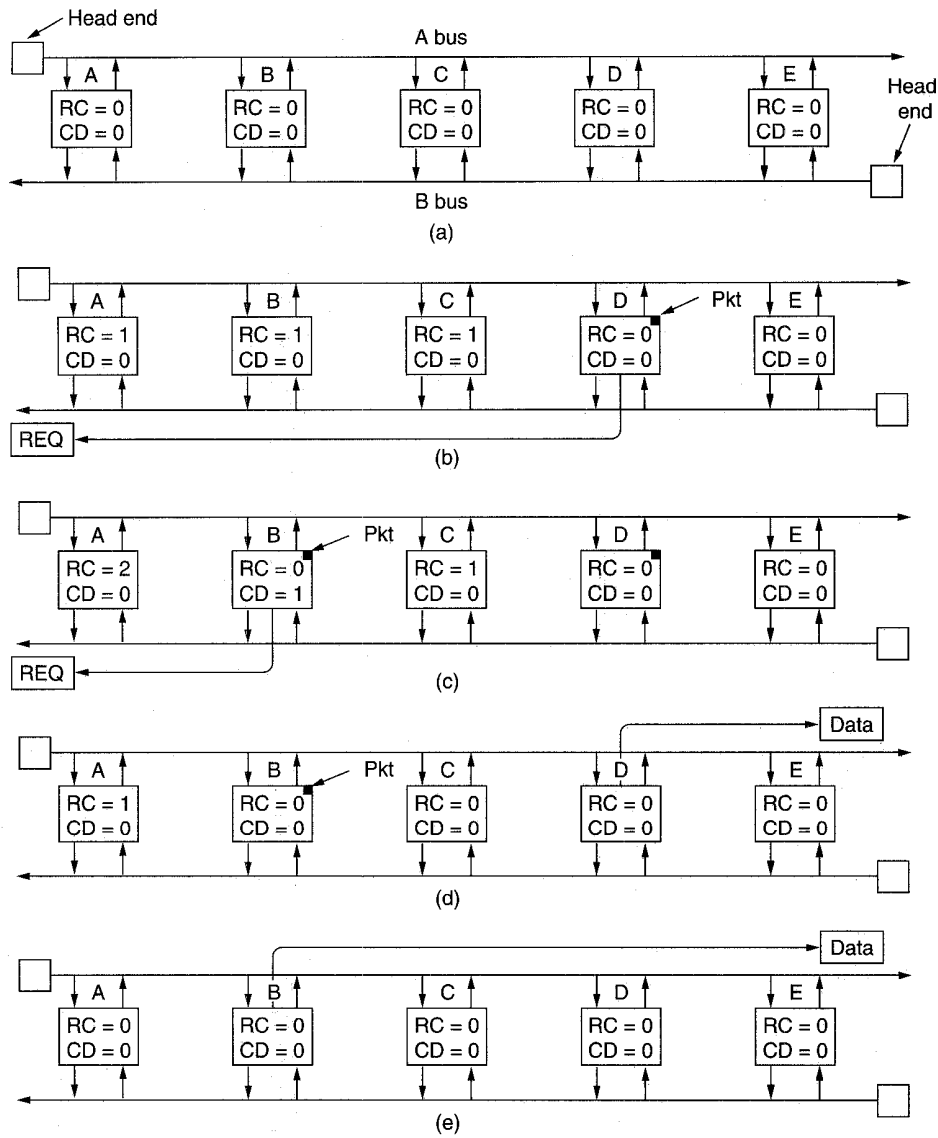 Head end
A bus
A B C D E
Head end
RC = 0 RC = 0 RC = 0 RC = 0 RC = 0
CD = 0 CD = 0 CD = 0 CD = 0 CD = 0
B bus
(a)
A B C D Pkt E
RC = 1 RC = 1 RC = 1 RC = 0 RC = 0
CD = 0 CD = 0 CD = 0 CD = 0 CD = 0
REQ
(b)
A B Pkt C D E
RC = 2 RC = 0 RC = 1 RC = 0 RC = 0
CD = 0 CD = 1 CD = 0 CD = 0 CD = 0
REQ
(c)
Data
A B Pkt C D E
RC = 1 RC = 0 RC = 0 RC = 0 RC = 0
CD = 0 CD = 0 CD = 0 CD = 0 CD = 0
(d)
Data
A B C D E
RC = 0 RC = 0 RC = 0 RC = 0 RC = 0
CD = 0 CD = 0 CD = 0 CD = 0 CD = 0
(e)